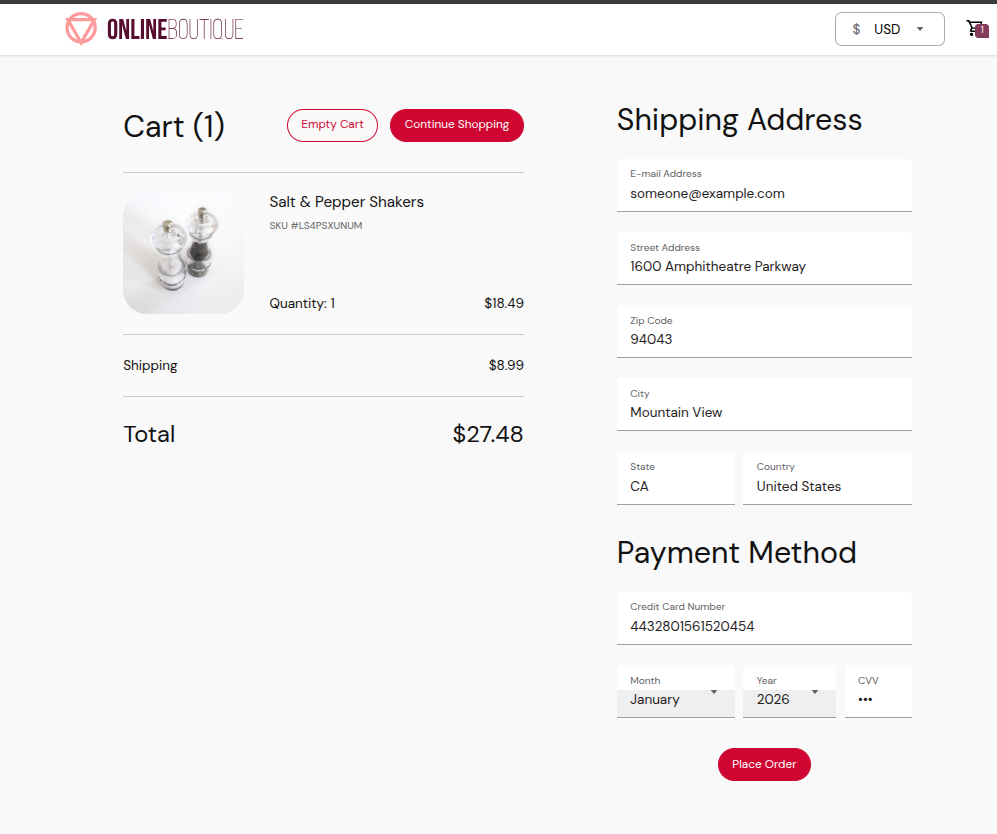 ONLINEBOUTIQUE
$ USD
1
Cart (1)
Empty Cart
Continue Shopping
Salt & Pepper Shakers
SKU #LS4PSXUNUM
Quantity: 1
$18.49
Shipping
$8.99
Total
$27.48
Shipping Address
E-mail Address
someone@example.com
Street Address
1600 Amphitheatre Parkway
Zip Code
94043
City
Mountain View
State
CA
Country
United States
Payment Method
Credit Card Number
4432801561520454
Month
January
Year
2026
CVV
•••
Place Order